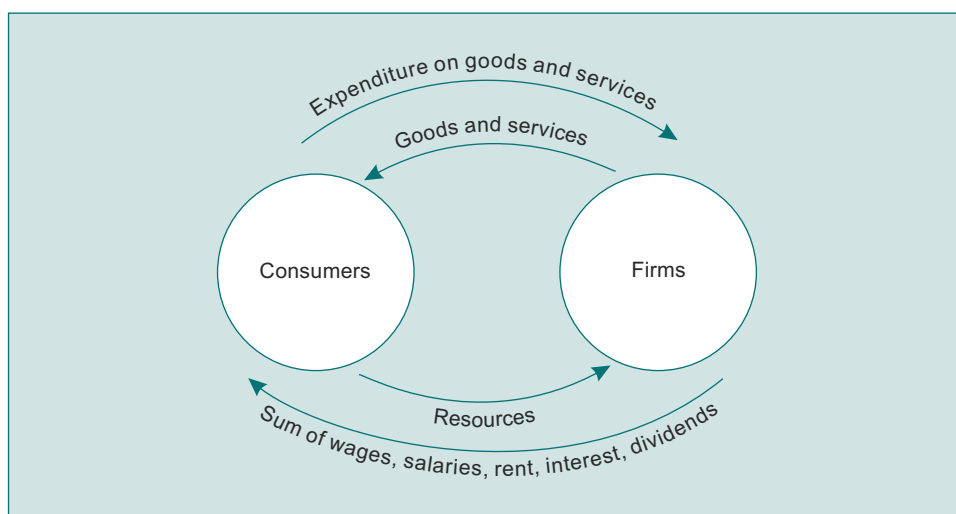 Expenditure on goods and services
Goods and services
Consumers
Firms
Resources
Sum of wages, salaries, rent, interest, dividends